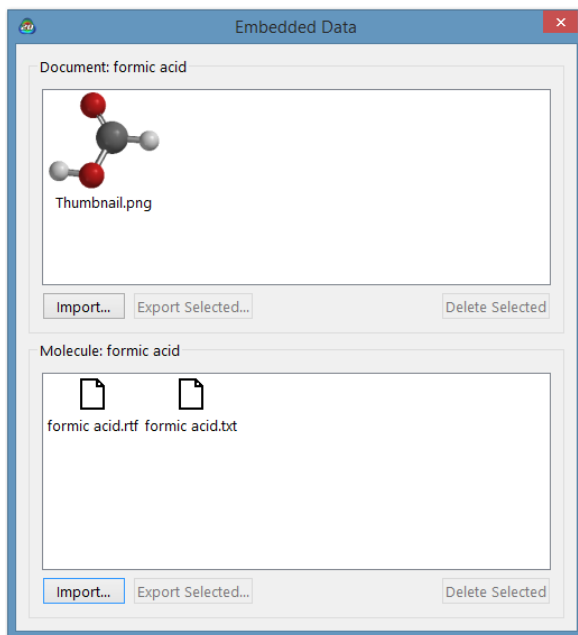 Embedded Data
Document: formic acid
Thumbnail.png
Import... Export Selected... Delete Selected
Molecule: formic acid
formic acid.rtf formic acid.txt
Import... Export Selected... Delete Selected